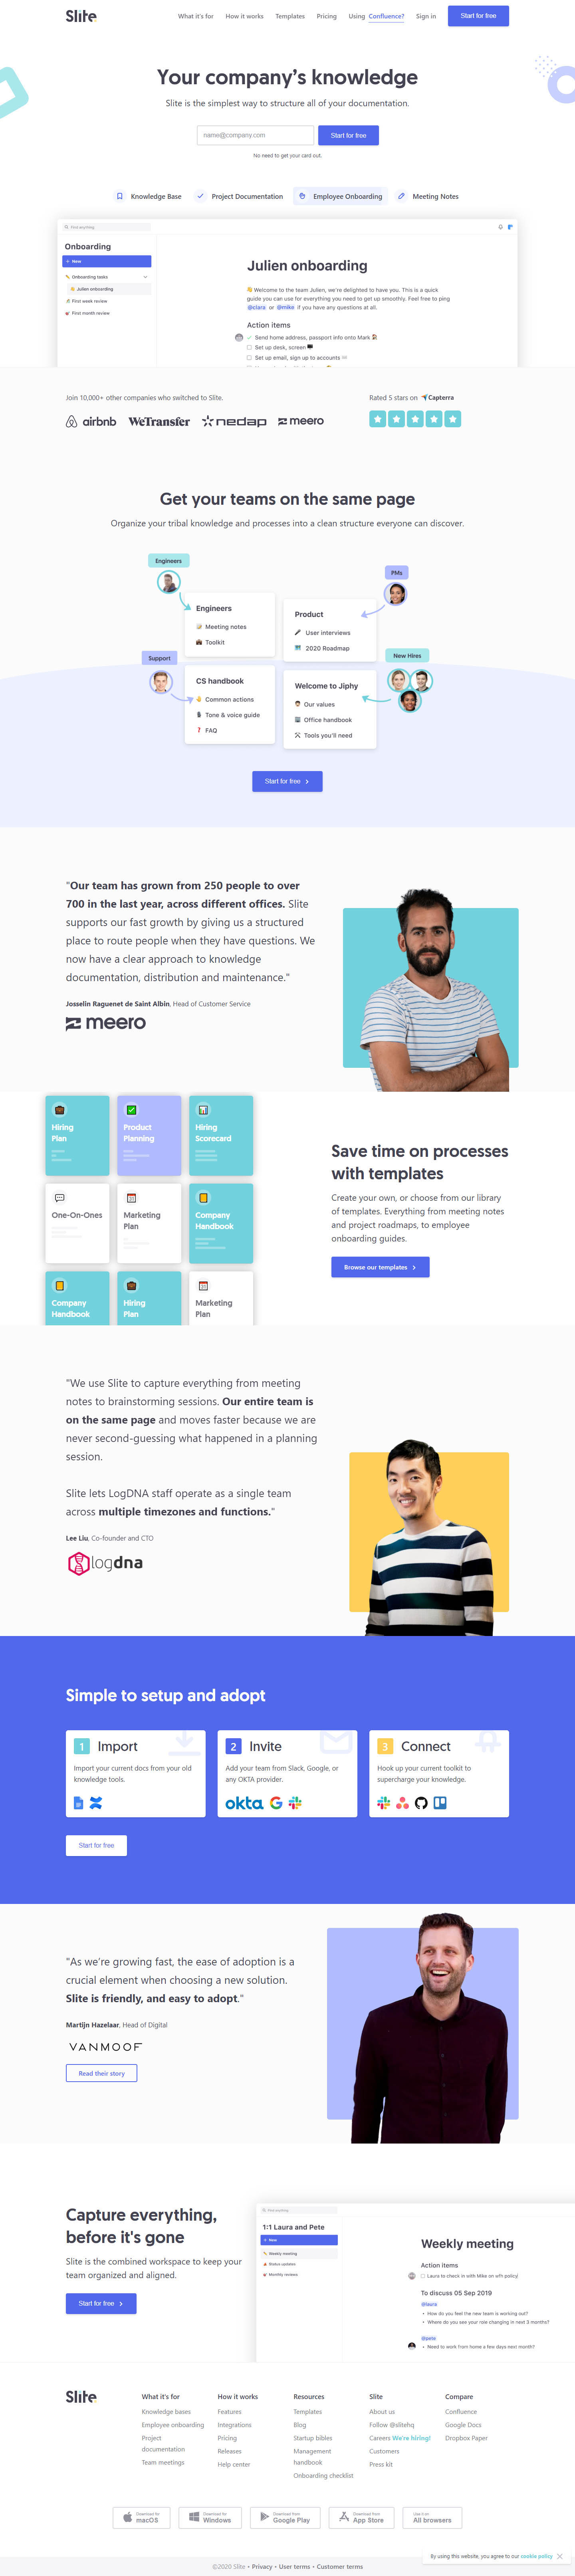 Slite
What it's for How it works Templates Pricing Using Confluence? Sign in Start for free
Your company's knowledge
Slite is the simplest way to structure all of your documentation.
name@company.com Start for free
No need to get your card out.
Knowledge Base Project Documentation Employee Onboarding Meeting Notes
Find anything
Onboarding
New
Onboarding tasks
Julien onboarding
First week review
First month review
Julien onboarding
Welcome to the team Julien, we're delighted to have you. This is a quick
guide you can use for everything you need to get up smoothly. Feel free to ping
@clara or @mike if you have any questions at all.
Action items
Send home address, passport info onto Mark
Set up desk, screen
Set up email, sign up to accounts
Join 10,000+ other companies who switched to Slite.
airbnb WeTransfer nedap meero
Rated 5 stars on Capterra
Get your teams on the same page
Organize your tribal knowledge and processes into a clean structure everyone can discover.
Engineers
PMs
Support
New Hires
Engineers
Meeting notes
Toolkit
Product
User interviews
2020 Roadmap
CS handbook
Common actions
Tone & voice guide
FAQ
Welcome to Jiphy
Our values
Office handbook
Tools you'll need
Start for free
"Our team has grown from 250 people to over
700 in the last year, across different offices. Slite
supports our fast growth by giving us a structured
place to route people when they have questions. We
now have a clear approach to knowledge
documentation, distribution and maintenance."
Josselin Raguenet de Saint Albin, Head of Customer Service
meero
Hiring
Plan
Product
Planning
Hiring
Scorecard
One-On-Ones
Marketing
Plan
Company
Handbook
Company
Handbook
Hiring
Plan
Marketing
Plan
Save time on processes
with templates
Create your own, or choose from our library
of templates. Everything from meeting notes
and project roadmaps, to employee
onboarding guides.
Browse our templates
"We use Slite to capture everything from meeting
notes to brainstorming sessions. Our entire team is
on the same page and moves faster because we are
never second-guessing what happened in a planning
session.
Slite lets LogDNA staff operate as a single team
across multiple timezones and functions."
Lee Liu, Co-founder and CTO
logdna
Simple to setup and adopt
1 Import
Import your current docs from your old
knowledge tools.
2 Invite
Add your team from Slack, Google, or
any OKTA provider.
okta
3 Connect
Hook up your current toolkit to
supercharge your knowledge.
Start for free
"As we're growing fast, the ease of adoption is a
crucial element when choosing a new solution.
Slite is friendly, and easy to adopt."
Martijn Hazelaar, Head of Digital
VANMOOF
Read their story
Capture everything,
before it's gone
Slite is the combined workspace to keep your
team organized and aligned.
Start for free
Find anything
1:1 Laura and Pete
New
Weekly meeting
Status updates
Monthly reviews
Weekly meeting
Action items
Laura to check in with Mike on wfh policy
To discuss 05 Sep 2019
@laura
How do you feel the new team is working out?
Where do you see your role changing in next 3 months?
@pete
Need to work from home a few days next month?
Slite
What it's for
Knowledge bases
Employee onboarding
Project
documentation
Team meetings
How it works
Features
Integrations
Pricing
Releases
Help center
Resources
Templates
Blog
Startup bibles
Management
handbook
Onboarding checklist
Slite
About us
Follow @slitehq
Careers We're hiring!
Customers
Press kit
Compare
Confluence
Google Docs
Dropbox Paper
Download for
macOS
Download for
Windows
Download from
Google Play
Download from
App Store
Use it on
All browsers
By using this website, you agree to our cookie policy
©2020 Slite • Privacy • User terms • Customer terms